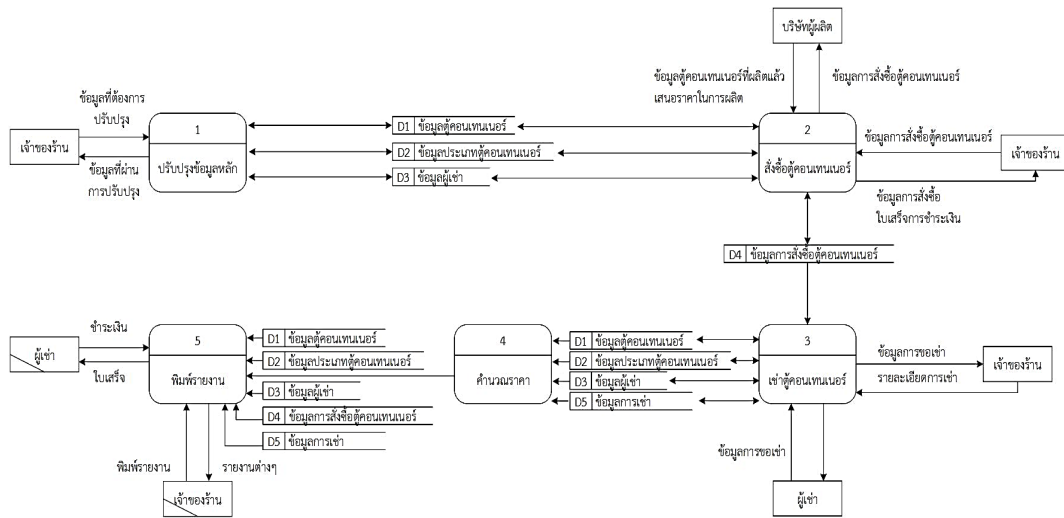 บริษัทผู้ผลิต
ข้อมูลตู้คอนเทนเนอร์ที่ผลิตแล้ว
เสนอราคาในการผลิต
ข้อมูลการสั่งซื้อตู้คอนเทนเนอร์
ข้อมูลที่ต้องการ
ปรับปรุง
เจ้าของร้าน
ข้อมูลที่ผ่าน
การปรับปรุง
1
ปรับปรุงข้อมูลหลัก
D1 ข้อมูลตู้คอนเทนเนอร์
D2 ข้อมูลประเภทตู้คอนเทนเนอร์
D3 ข้อมูลผู้เช่า
2
สั่งซื้อตู้คอนเทนเนอร์
ข้อมูลการสั่งซื้อตู้คอนเทนเนอร์
เจ้าของร้าน
ข้อมูลการสั่งซื้อ
ใบเสร็จการชำระเงิน
D4 ข้อมูลการสั่งซื้อตู้คอนเทนเนอร์
ชำระเงิน
ผู้เช่า
ใบเสร็จ
5
พิมพ์รายงาน
D1 ข้อมูลตู้คอนเทนเนอร์
D2 ข้อมูลประเภทตู้คอนเทนเนอร์
D3 ข้อมูลผู้เช่า
D4 ข้อมูลการสั่งซื้อตู้คอนเทนเนอร์
D5 ข้อมูลการเช่า
4
คำนวณราคา
D1 ข้อมูลตู้คอนเทนเนอร์
D2 ข้อมูลประเภทตู้คอนเทนเนอร์
D3 ข้อมูลผู้เช่า
D5 ข้อมูลการเช่า
3
เช่าตู้คอนเทนเนอร์
ข้อมูลการขอเช่า
รายละเอียดการเช่า
เจ้าของร้าน
พิมพ์รายงาน
รายงานต่างๆ
เจ้าของร้าน
ข้อมูลการขอเช่า
ผู้เช่า